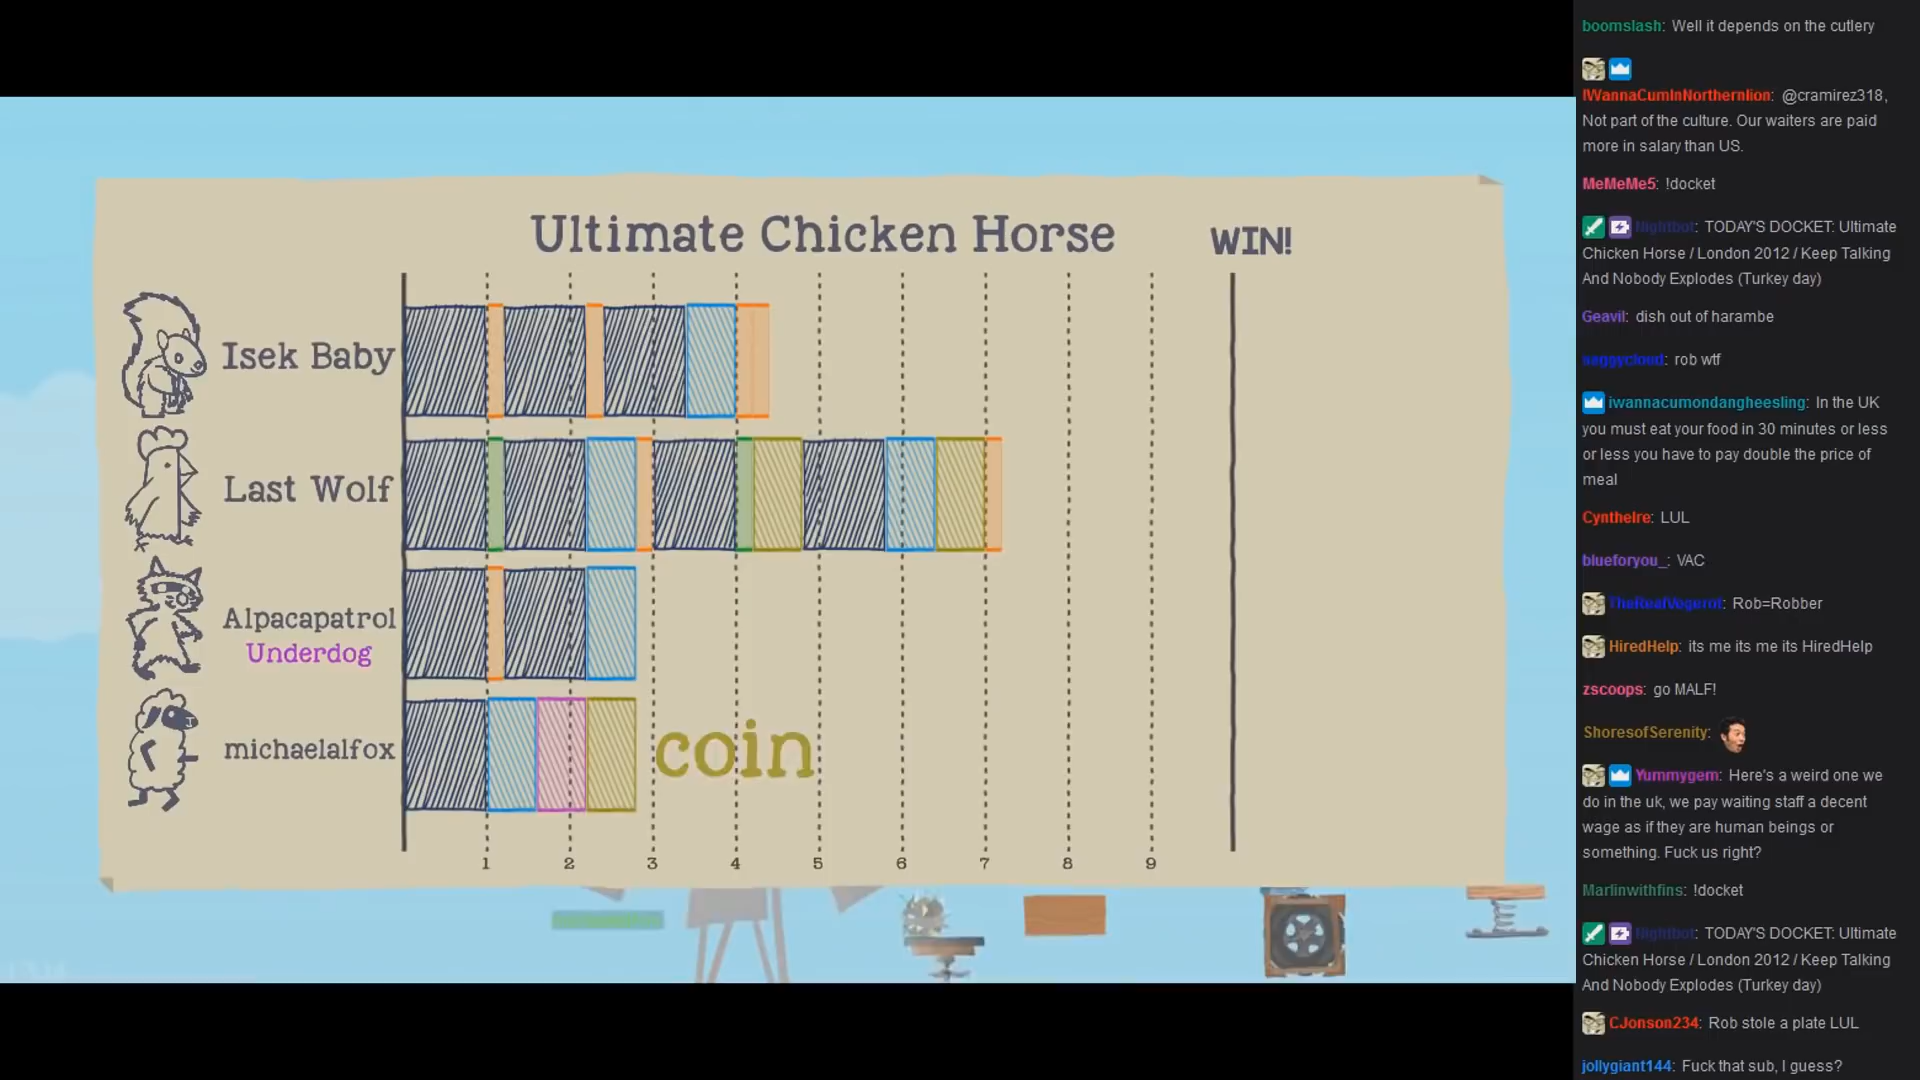 Ultimate Chicken Horse
WIN!
Isek Baby
Last Wolf
Alpacapatrol
Underdog
michaelalfox
coin
1 2 3 4 5 6 7 8 9
boomslash: Well it depends on the cutlery
IWannaCumInNorthernlion: @cramirez318,
Not part of the culture. Our waiters are paid
more in salary than US.
MeMeMe5: !docket
Nightbot: TODAY'S DOCKET: Ultimate
Chicken Horse / London 2012 / Keep Talking
And Nobody Explodes (Turkey day)
Geavil: dish out of harambe
: rob wtf
iwannacumondangheesling: In the UK
you must eat your food in 30 minutes or less
or less you have to pay double the price of
meal
Cynthelre: LUL
blueforyou_: VAC
: Rob=Robber
HiredHelp: its me its me its HiredHelp
zscoops: go MALF!
ShoresofSerenity:
Yummygem: Here's a weird one we
do in the uk, we pay waiting staff a decent
wage as if they are human beings or
something. Fuck us right?
Marlinwithfins: !docket
Nightbot: TODAY'S DOCKET: Ultimate
Chicken Horse / London 2012 / Keep Talking
And Nobody Explodes (Turkey day)
CJonson234: Rob stole a plate LUL
jollygiant144: Fuck that sub, I guess?